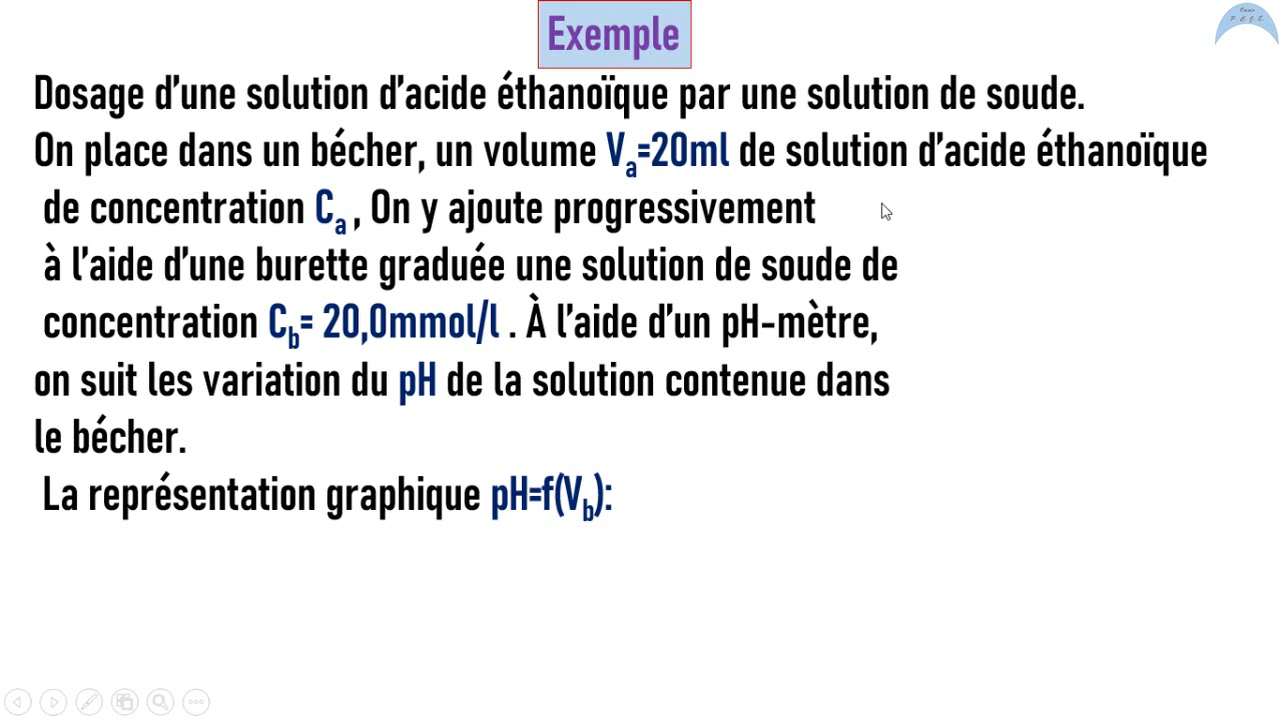 Exemple
Dosage d'une solution d'acide éthanoïque par une solution de soude.
On place dans un bécher, un volume Va=20ml de solution d'acide éthanoïque
de concentration Ca , On y ajoute progressivement
à l'aide d'une burette graduée une solution de soude de
concentration Cb= 20,0mmol/l . À l'aide d'un pH-mètre,
on suit les variation du pH de la solution contenue dans
le bécher.
La représentation graphique pH=f(Vb):